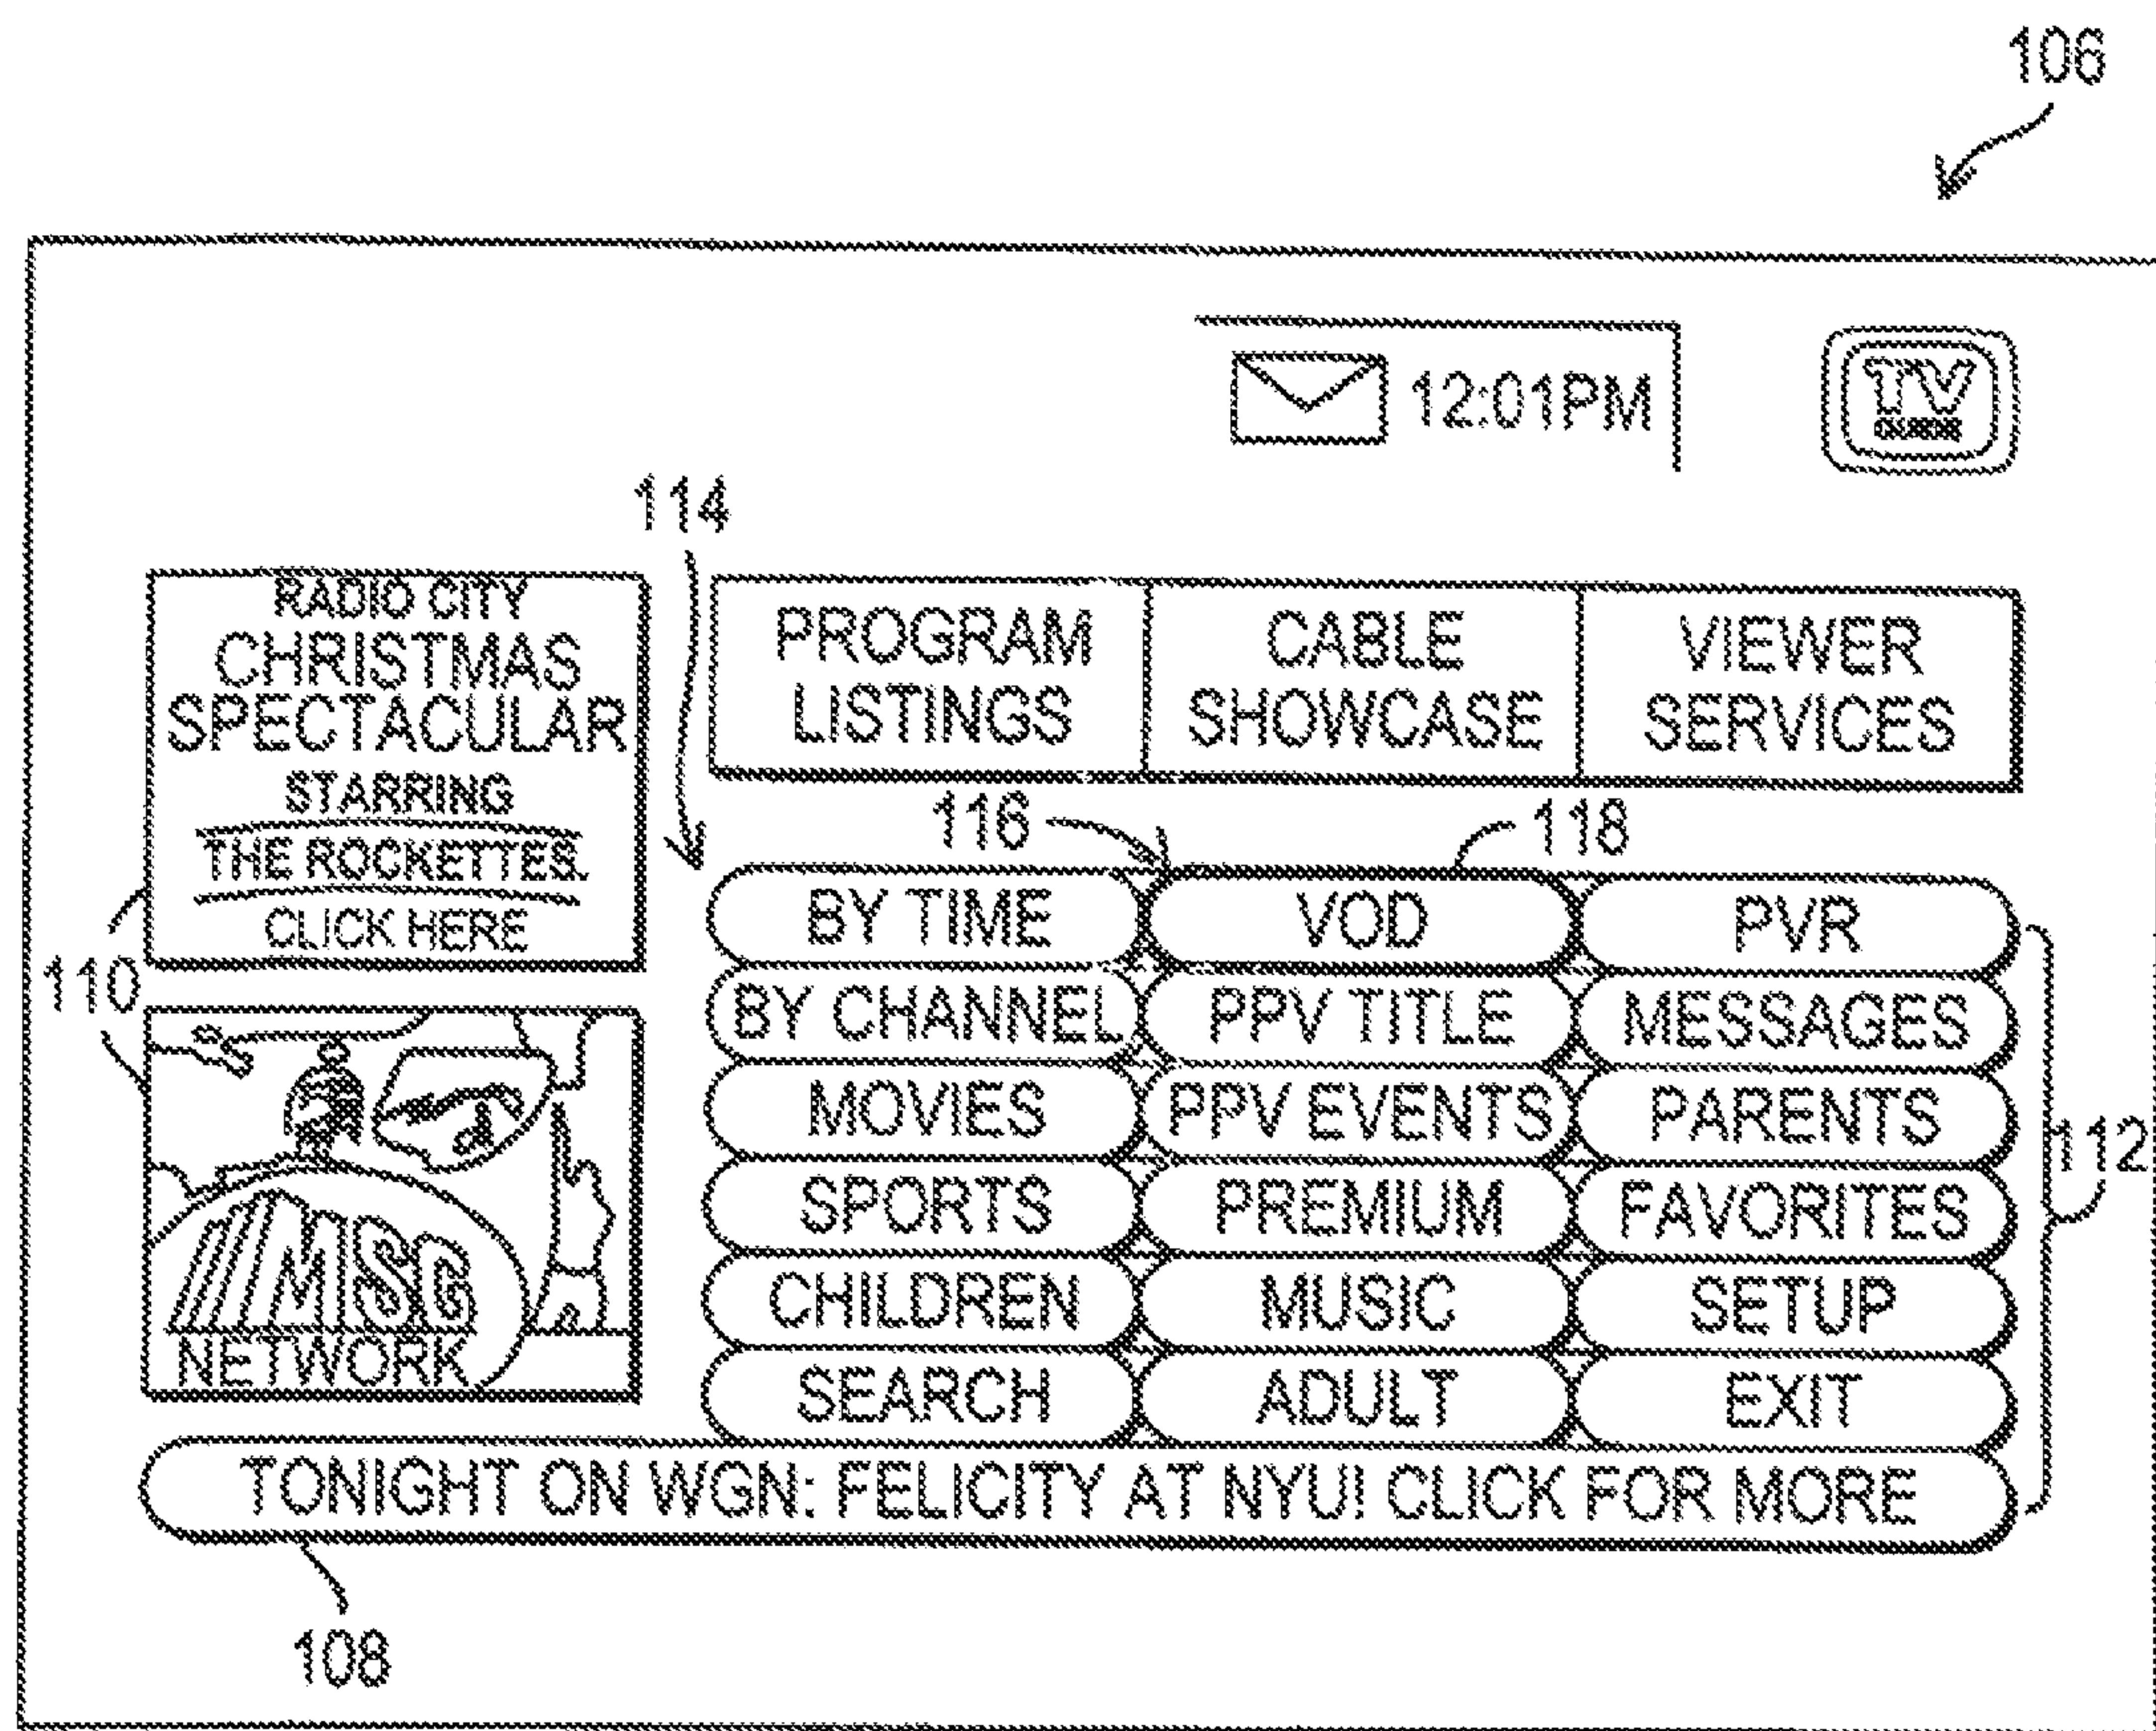 106
12:01PM
TV
114
RADIO CITY
CHRISTMAS
SPECTACULAR
STARRING
THE ROCKETTES.
CLICK HERE
PROGRAM
LISTINGS
CABLE
SHOWCASE
VIEWER
SERVICES
116
118
BY TIME
VOD
PVR
110
BY CHANNEL
PPV TITLE
MESSAGES
MOVIES
PPV EVENTS
PARENTS
112
SPORTS
PREMIUM
FAVORITES
MSG
NETWORK
CHILDREN
MUSIC
SETUP
SEARCH
ADULT
EXIT
TONIGHT ON WGN: FELICITY AT NYU! CLICK FOR MORE
108